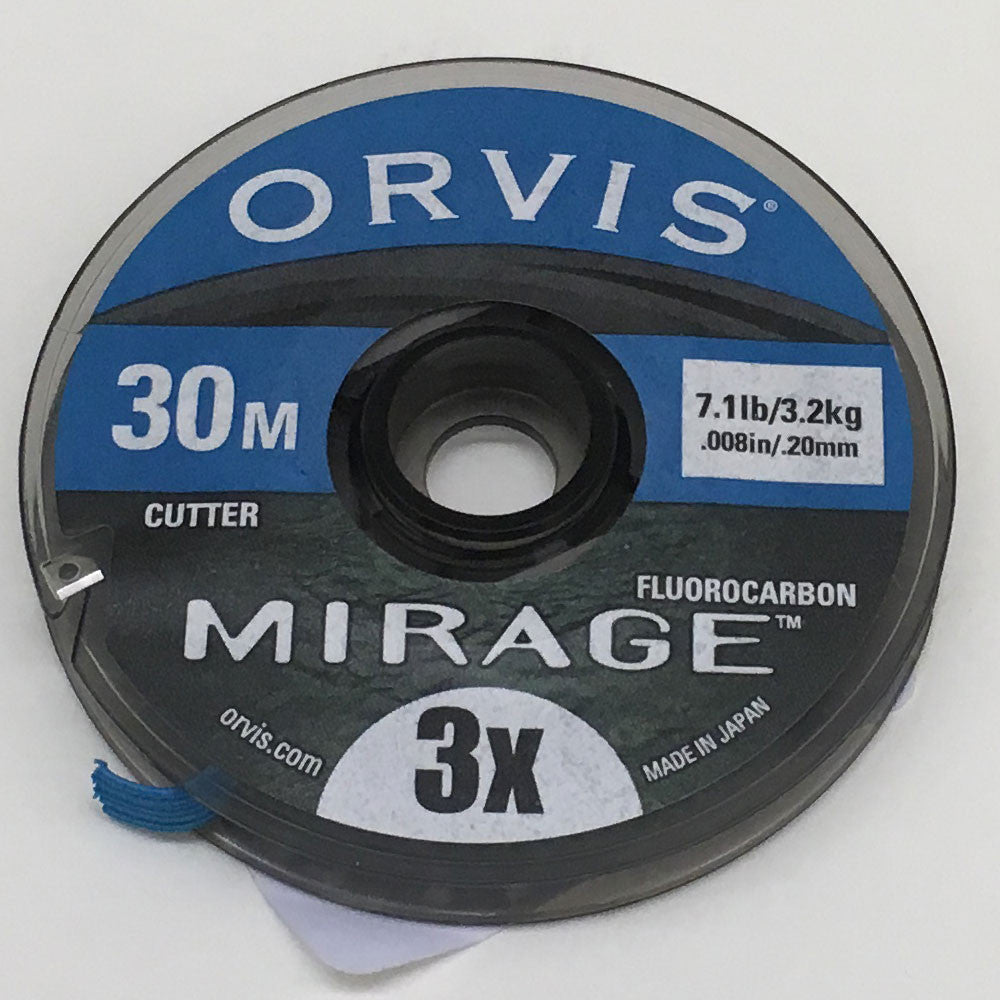 ORVIS®
30M
7.1lb/3.2kg
.008in/.20mm
CUTTER
FLUOROCARBON
MIRAGE™
orvis.com
3X
MADE IN JAPAN